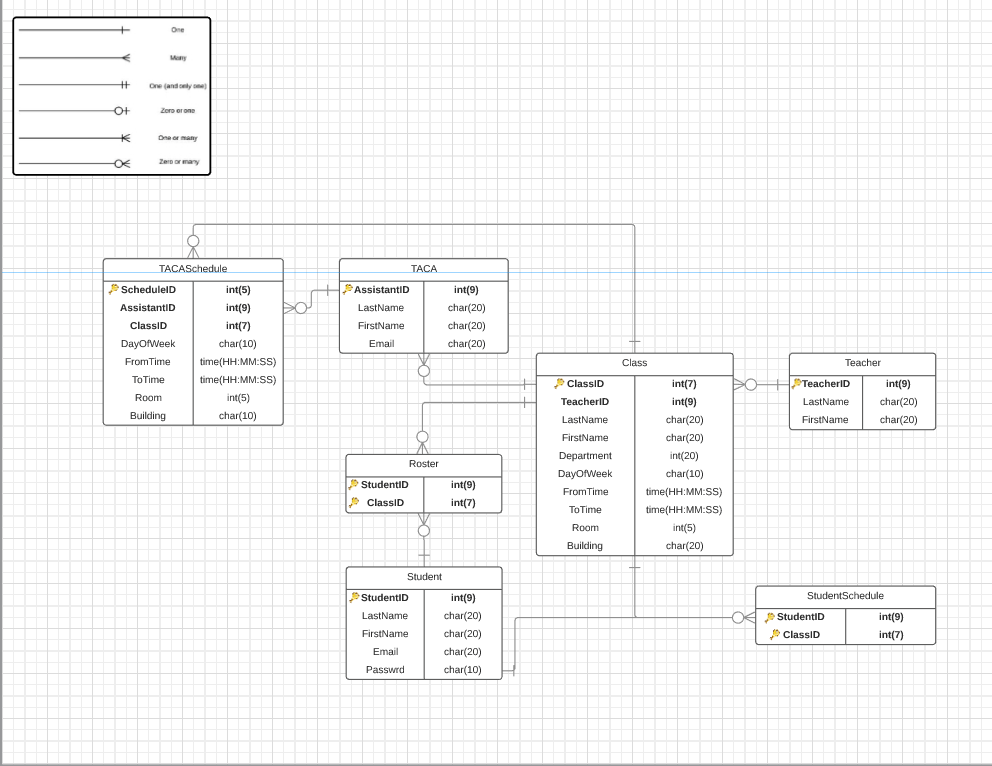 One
Many
One (and only one)
Zero or one
One or many
Zero or many
TACASchedule
ScheduleID int(5)
AssistantID int(9)
ClassID int(7)
DayOfWeek char(10)
FromTime time(HH:MM:SS)
ToTime time(HH:MM:SS)
Room int(5)
Building char(10)
TACA
AssistantID int(9)
LastName char(20)
FirstName char(20)
Email char(20)
Class
ClassID int(7)
TeacherID int(9)
LastName char(20)
FirstName char(20)
Department int(20)
DayOfWeek char(10)
FromTime time(HH:MM:SS)
ToTime time(HH:MM:SS)
Room int(5)
Building char(20)
Teacher
TeacherID int(9)
LastName char(20)
FirstName char(20)
Roster
StudentID int(9)
ClassID int(7)
Student
StudentID int(9)
LastName char(20)
FirstName char(20)
Email char(20)
Passwrd char(10)
StudentSchedule
StudentID int(9)
ClassID int(7)